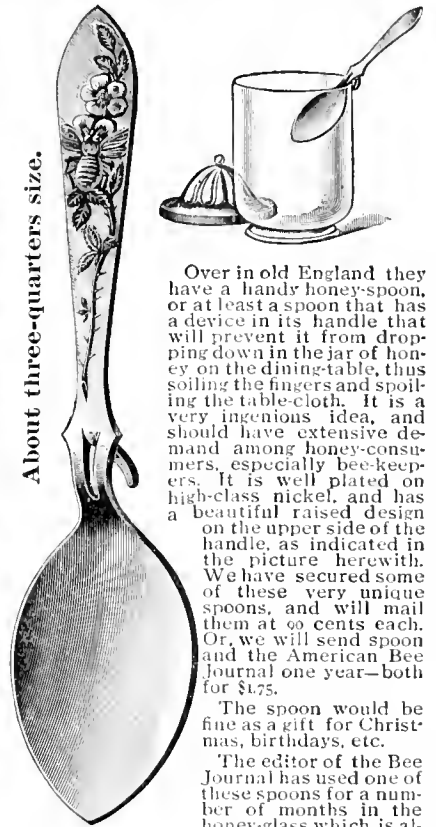 About three-quarters size.
Over in old England they
have a handy honey-spoon,
or at least a spoon that has
a device in its handle that
will prevent it from drop-
ping down in the jar of hon-
ey on the dining-table, thus
soiling the fingers and spoil-
ing the table-cloth. It is a
very ingenious idea, and
should have extensive de-
mand among honey-consu-
mers, especially bee-keep-
ers. It is well plated on
high-class nickel, and has
a beautiful raised design
on the upper side of the
handle, as indicated in
the picture herewith.
We have secured some
of these very unique
spoons, and will mail
them at 90 cents each.
Or, we will send spoon
and the American Bee
Journal one year—both
for $1.75.
The spoon would be
fine as a gift for Christ-
mas, birthdays, etc.
The editor of the Bee
Journal has used one of
these spoons for a num-
ber of months in the
honey-glass which is al-